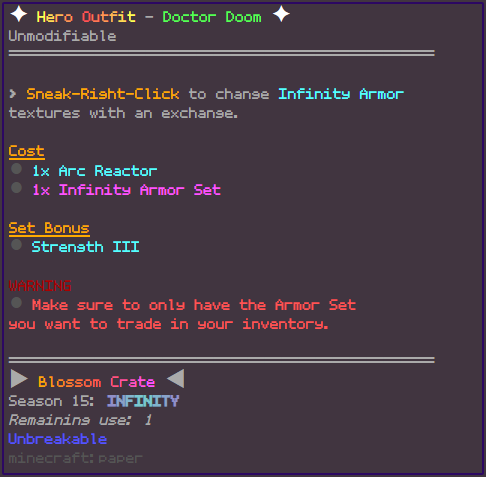 ✦ Hero Outfit - Doctor Doom ✦
Unmodifiable
> Sneak-Right-Click to change Infinity Armor
textures with an exchange.
Cost
● 1x Arc Reactor
● 1x Infinity Armor Set
Set Bonus
● Strength III
WARNING
● Make sure to only have the Armor Set
you want to trade in your inventory.
▶ Blossom Crate ◀
Season 15: INFINITY
Remaining use: 1
Unbreakable
minecraft:paper